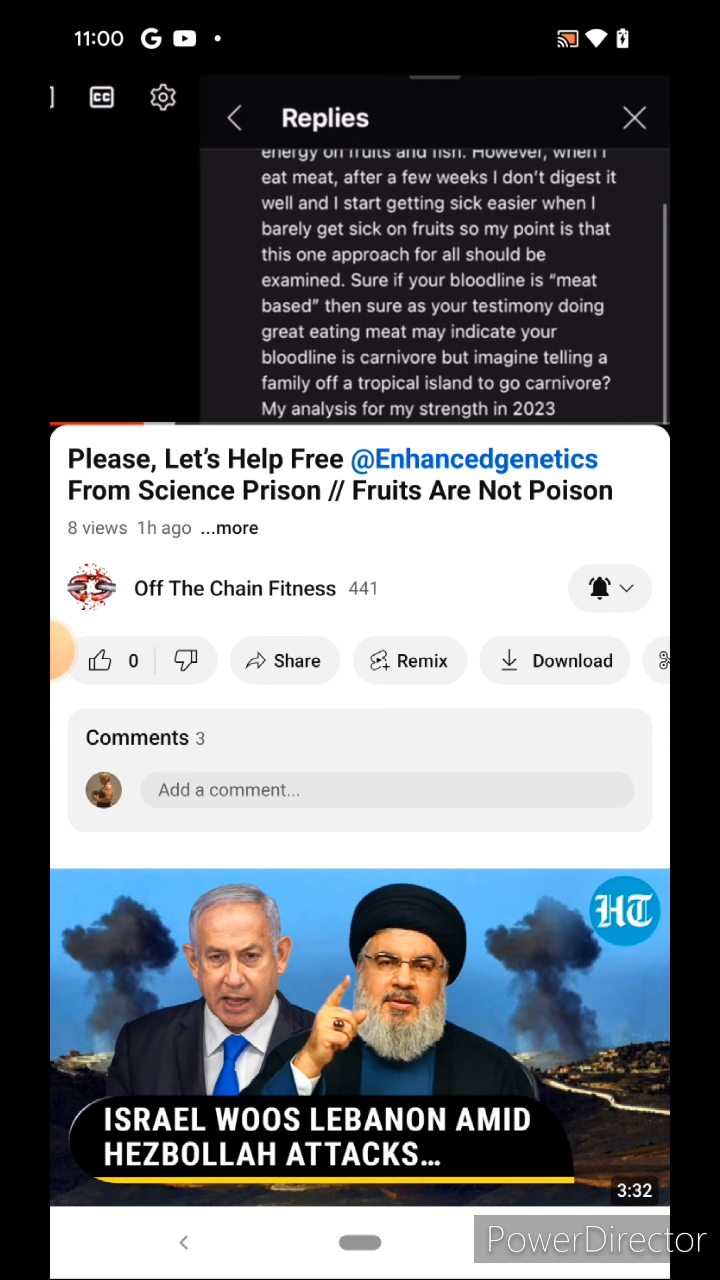 11:00
CC
Replies
energy on fruits and fish. However, when I
eat meat, after a few weeks I don't digest it
well and I start getting sick easier when I
barely get sick on fruits so my point is that
this one approach for all should be
examined. Sure if your bloodline is “meat
based” then sure as your testimony doing
great eating meat may indicate your
bloodline is carnivore but imagine telling a
family off a tropical island to go carnivore?
My analysis for my strength in 2023
Please, Let's Help Free @Enhancedgenetics
From Science Prison // Fruits Are Not Poison
8 views 1h ago ...more
Off The Chain Fitness 441
0 Share Remix Download
Comments 3
Add a comment...
HT
ISRAEL WOOS LEBANON AMID
HEZBOLLAH ATTACKS...
3:32
PowerDirector